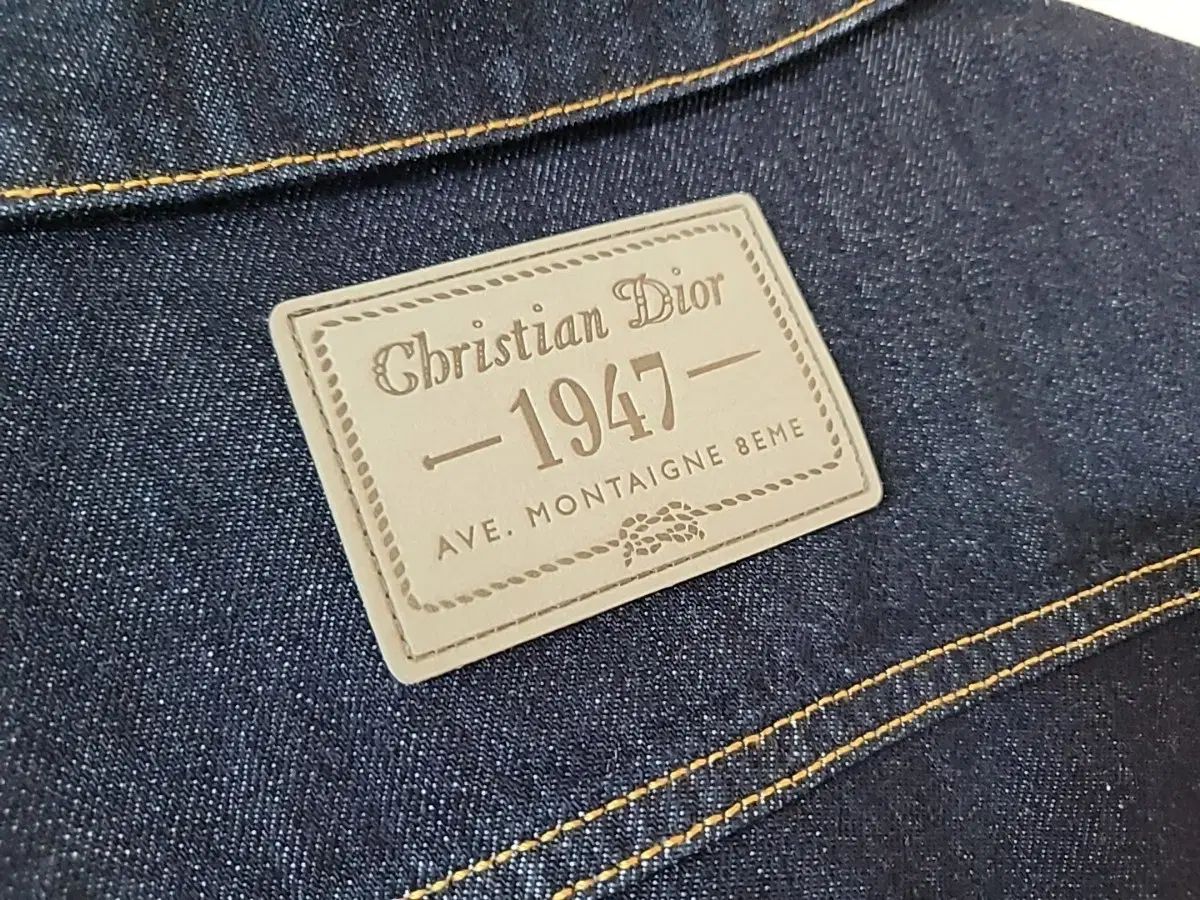 Christian Dior
1947
AVE. MONTAIGNE 8EME